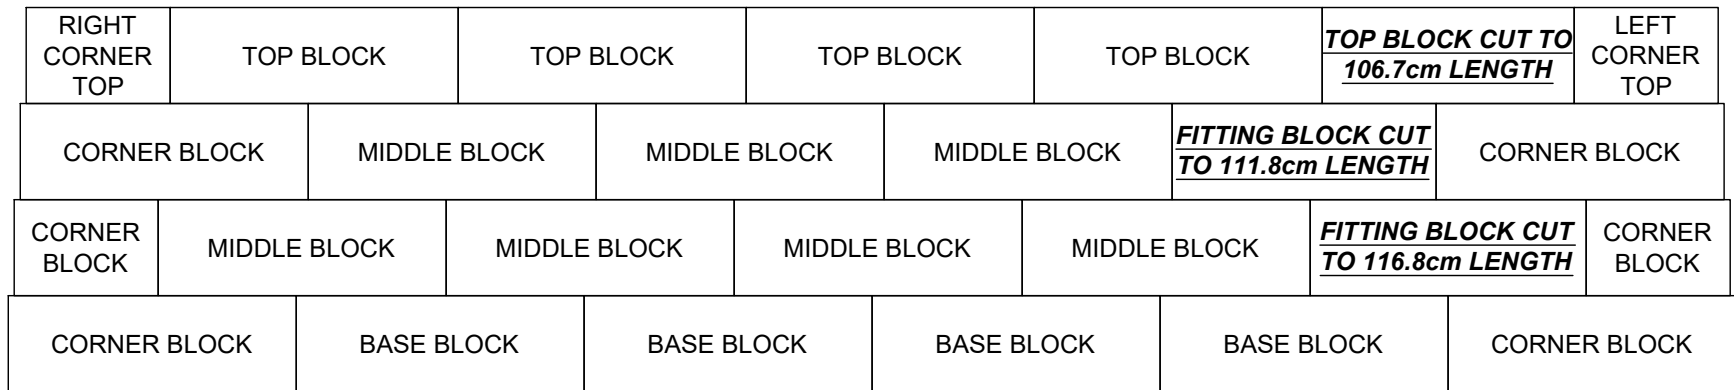 RIGHT
CORNER
TOP
TOP BLOCK
TOP BLOCK
TOP BLOCK
TOP BLOCK
TOP BLOCK CUT TO
106.7cm LENGTH
LEFT
CORNER
TOP
CORNER BLOCK
MIDDLE BLOCK
MIDDLE BLOCK
MIDDLE BLOCK
FITTING BLOCK CUT
TO 111.8cm LENGTH
CORNER BLOCK
CORNER
BLOCK
MIDDLE BLOCK
MIDDLE BLOCK
MIDDLE BLOCK
MIDDLE BLOCK
FITTING BLOCK CUT
TO 116.8cm LENGTH
CORNER
BLOCK
CORNER BLOCK
BASE BLOCK
BASE BLOCK
BASE BLOCK
BASE BLOCK
CORNER BLOCK